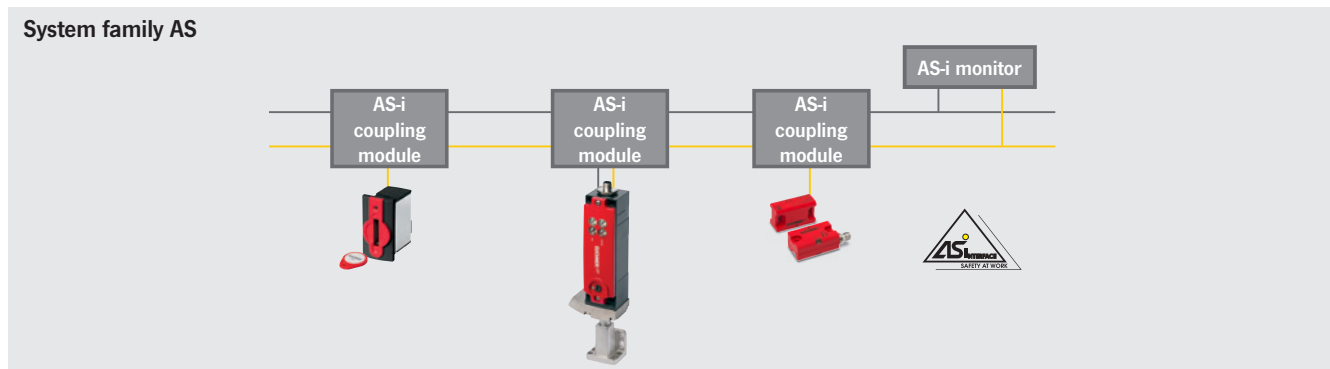 System family AS
AS-i monitor
AS-i
coupling
module
AS-i
coupling
module
AS-i
coupling
module
ASi
INTERFACE
SAFETY AT WORK